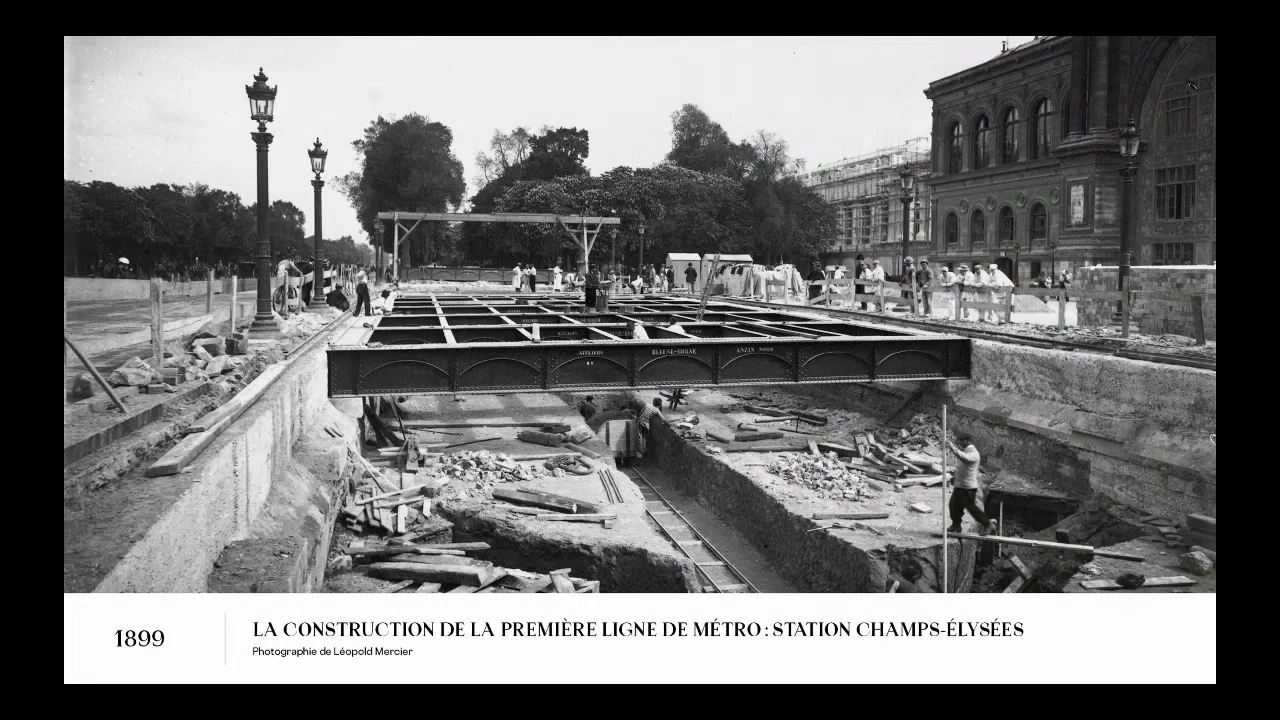 ATELIERS BLEUSE-BRIAE ANZIN NORD
1899
LA CONSTRUCTION DE LA PREMIÈRE LIGNE DE MÉTRO : STATION CHAMPS-ÉLYSÉES
Photographie de Léopold Mercier